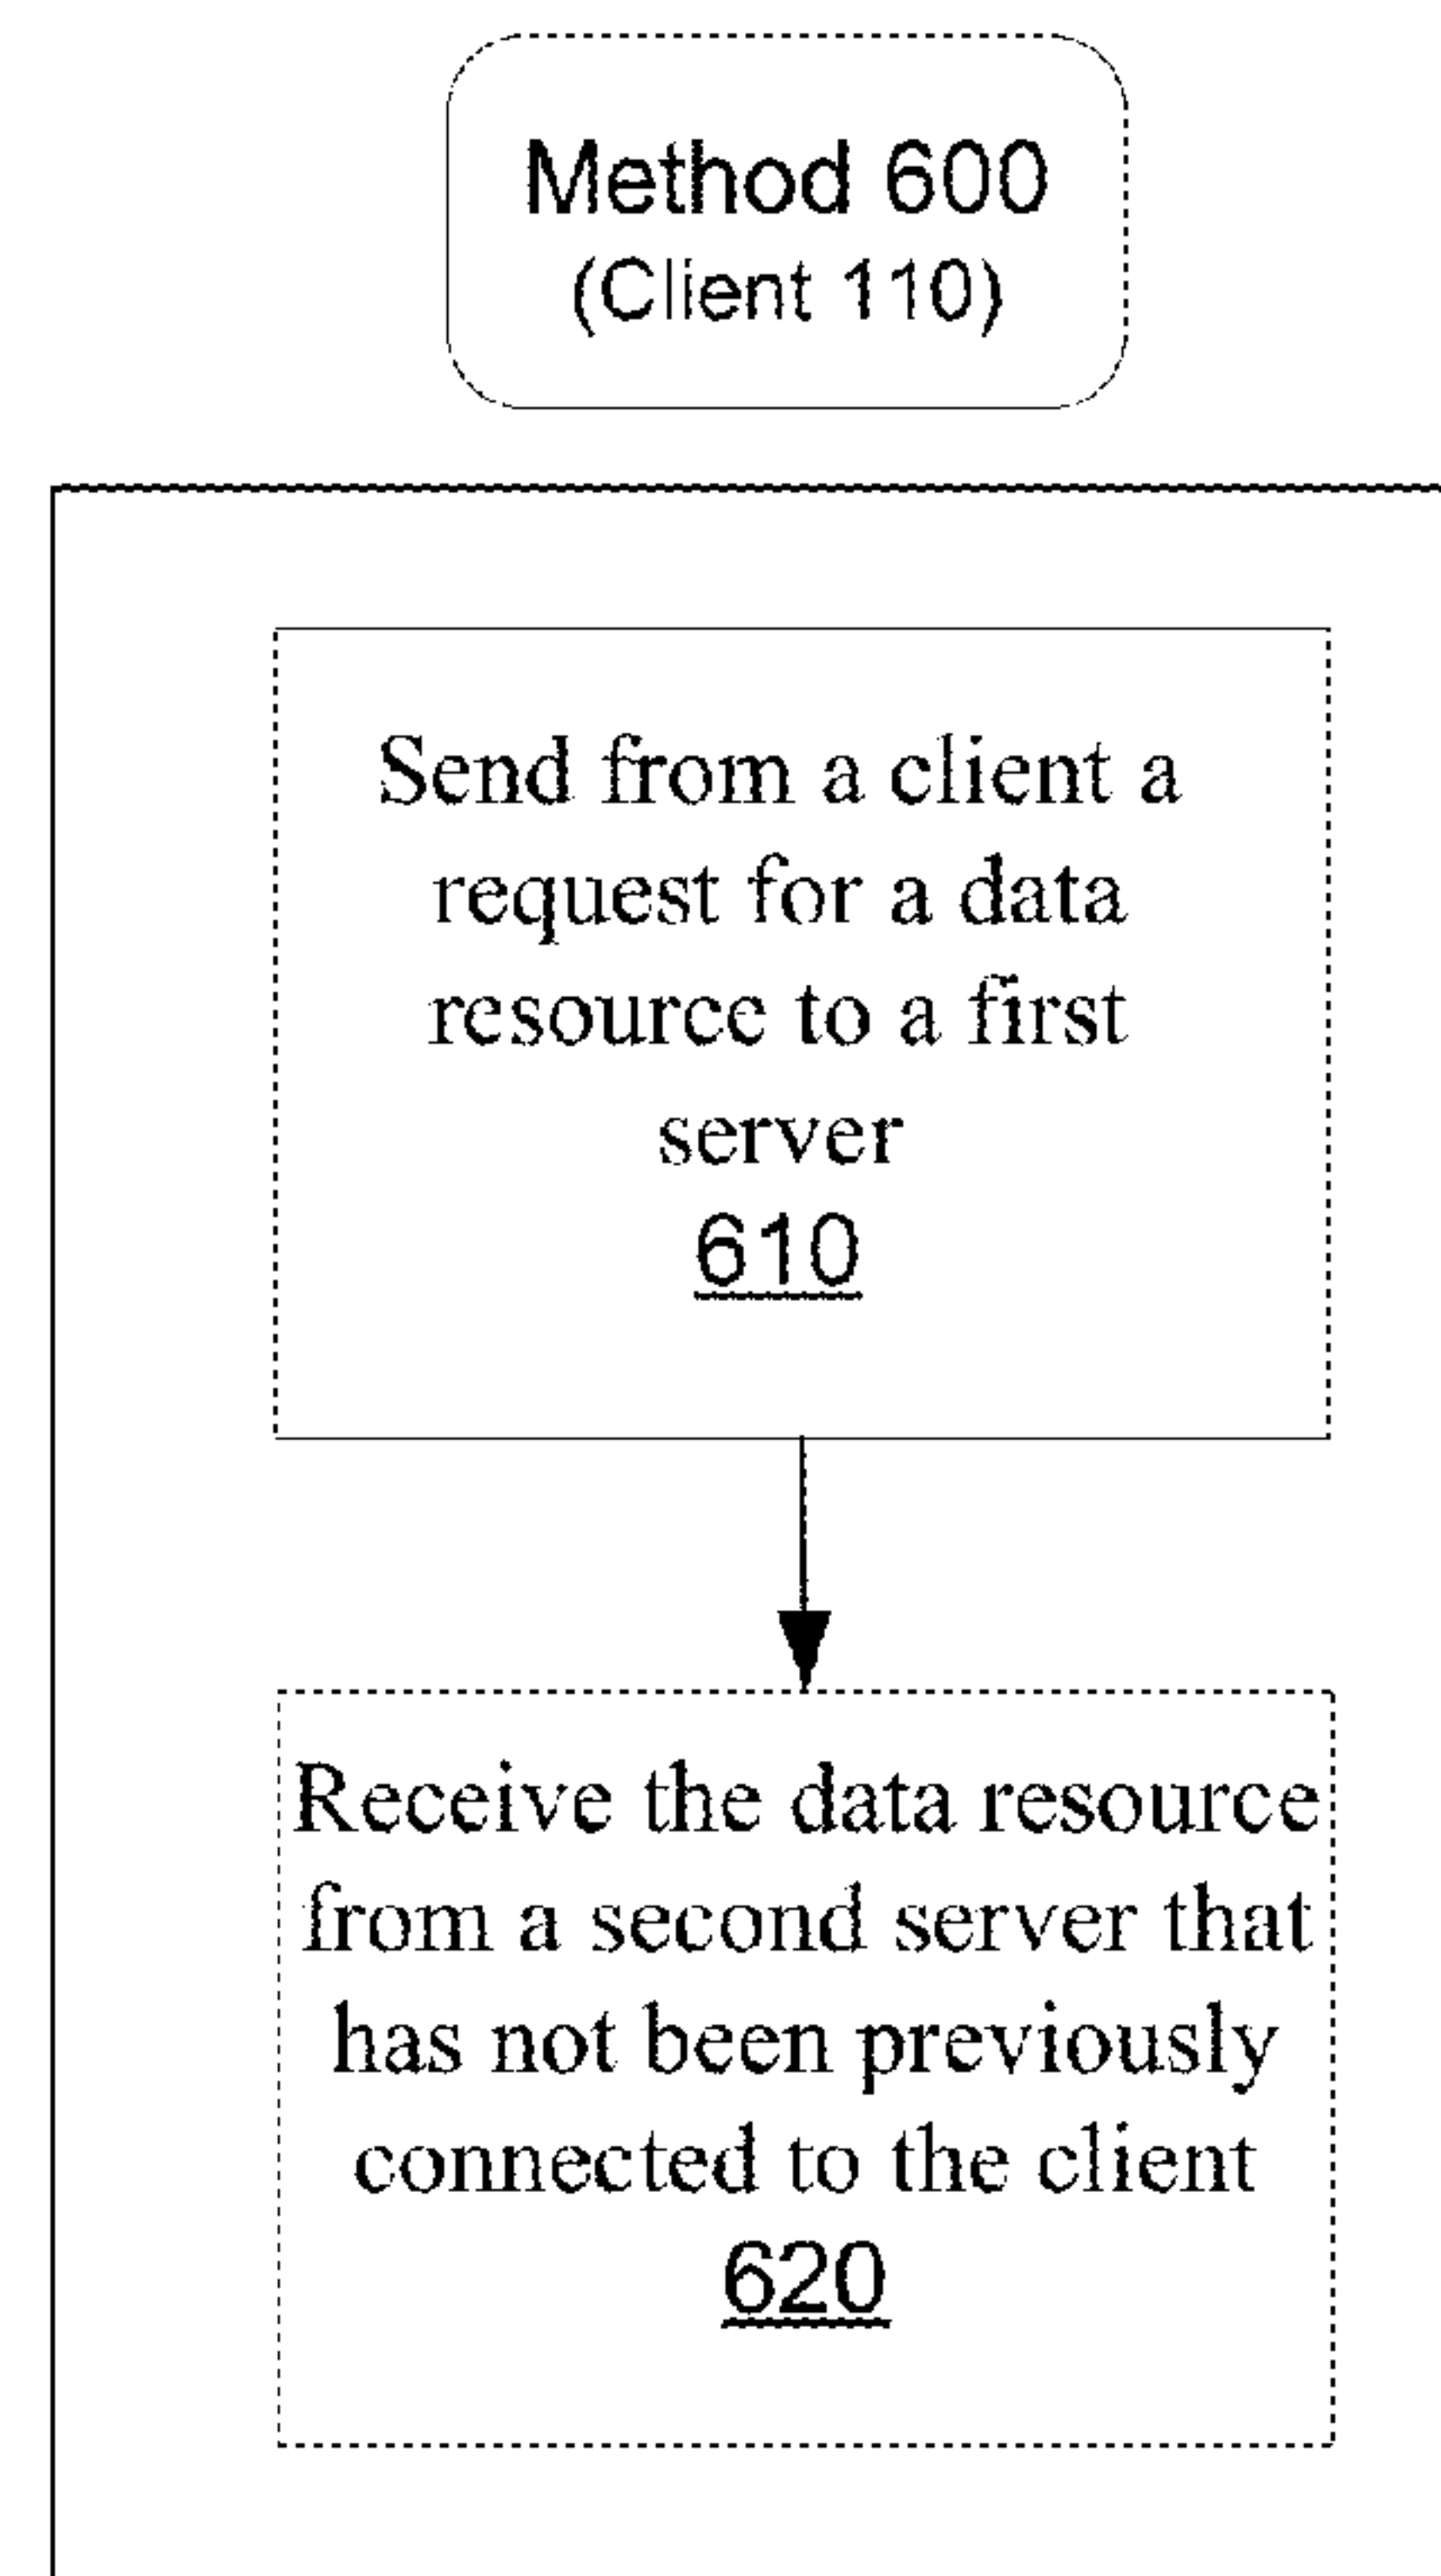 Method 600
(Client 110)
Send from a client a
request for a data
resource to a first
server
610
Receive the data resource
from a second server that
has not been previously
connected to the client
620